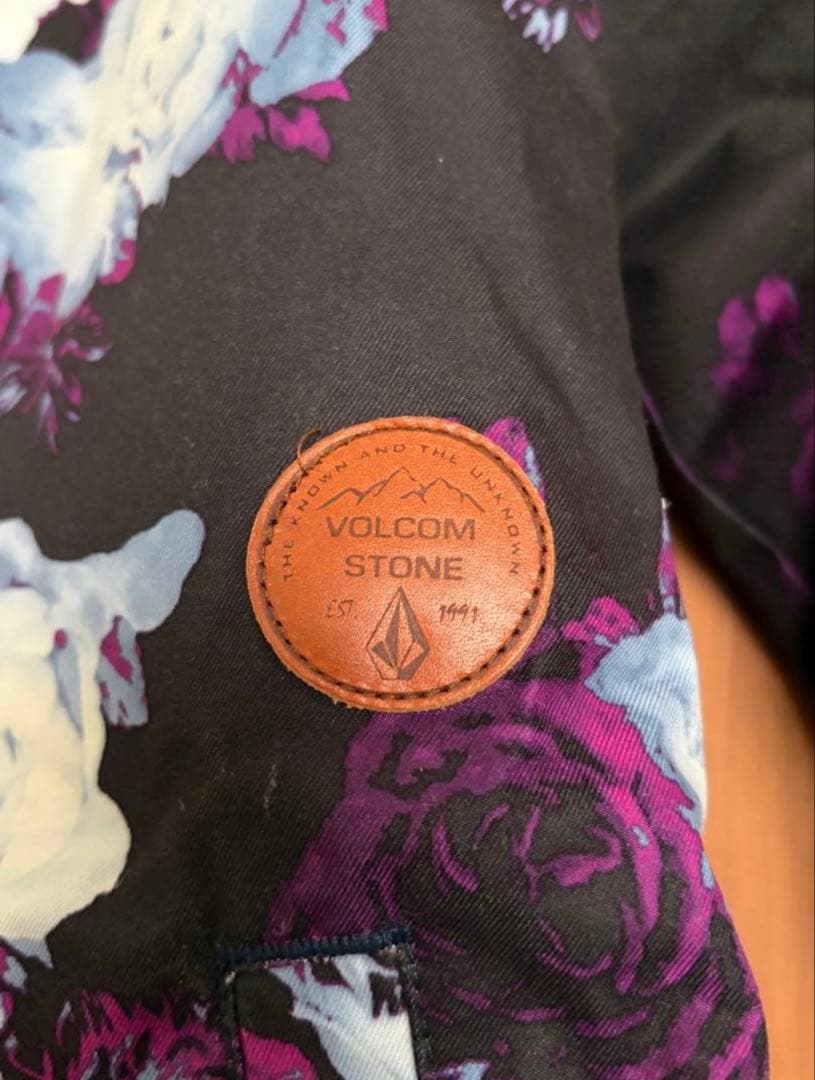 THE KNOWN AND THE UNKNOWN
VOLCOM
STONE
EST. 1991